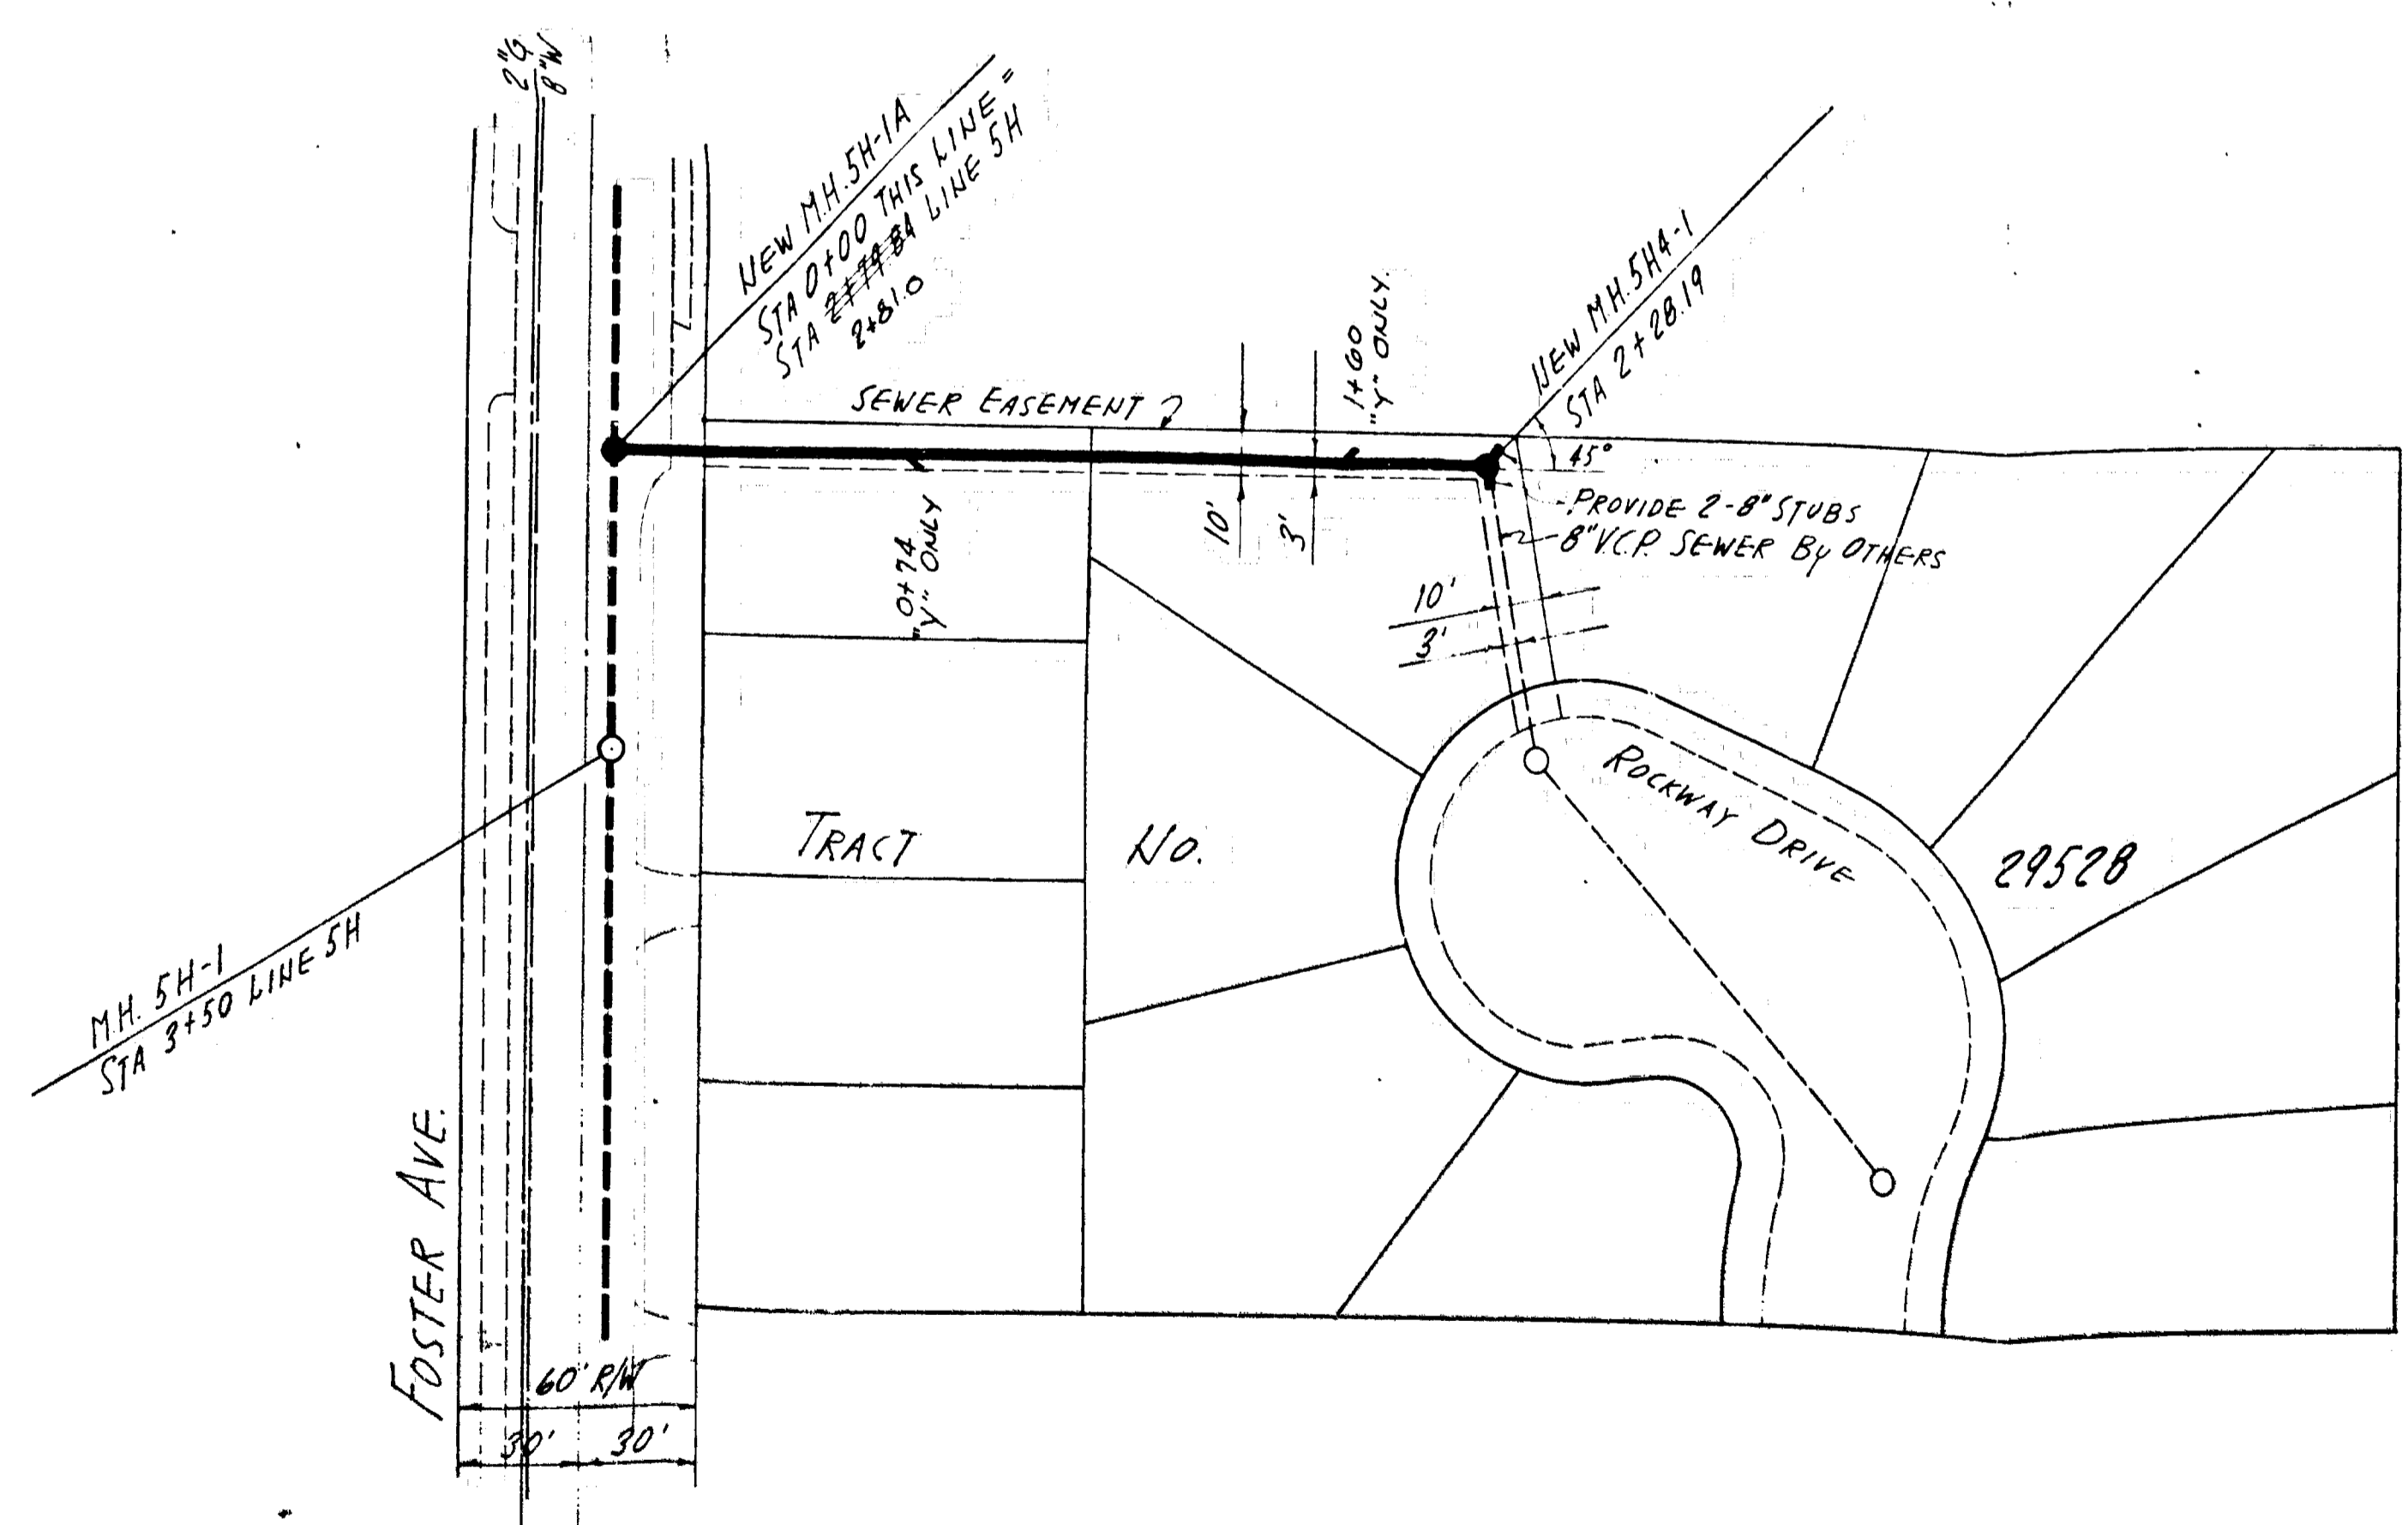 2"G
8"W
NEW M.H. 5H-1A
STA 0+00 THIS LINE =
STA 2+79.84 LINE 5H
2+81.0
NEW M.H. 5H4-1
STA 2+28.19
1+60
"Y" ONLY.
SEWER EASEMENT
45°
PROVIDE 2-8" STUBS
8" V.C.P. SEWER BY OTHERS
0+74
"Y" ONLY
10'
3'
10'
3'
ROCKWAY DRIVE
TRACT No. 29528
M.H. 5H-1
STA 3+50 LINE 5H
FOSTER AVE.
60' R/W
30' 30'